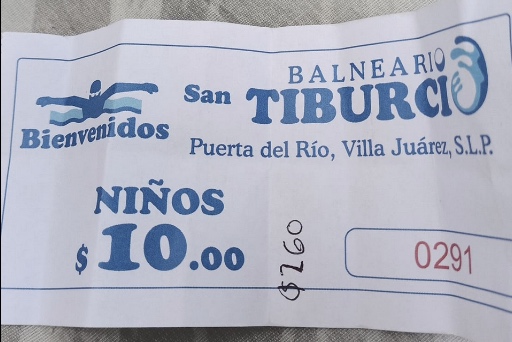 BALNEARIO
San TIBURCIO
Bienvenidos
Puerta del Río, Villa Juárez, S.L.P.
NIÑOS
$ 10.00
$260
0291